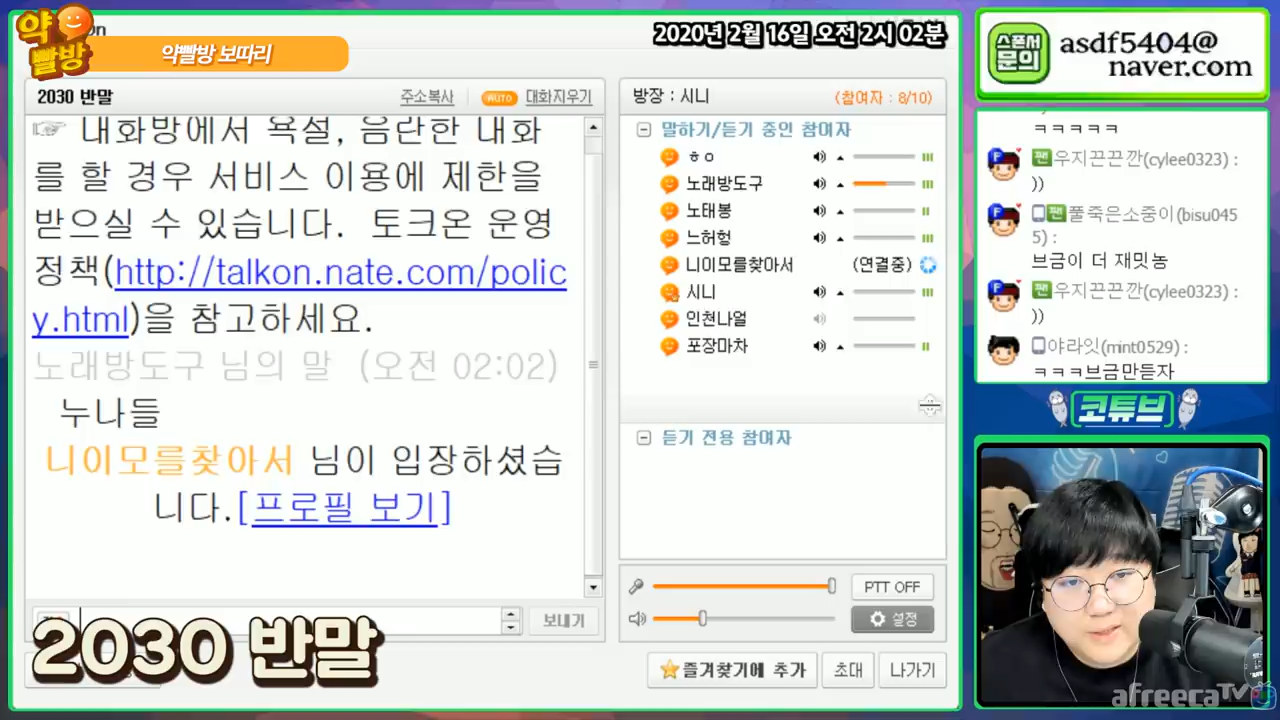 약빨방
약빨방 보따리
on
2020년 2월 16일 오전 2시 02분
2030 반말
주소복사
AUTO
대화지우기
☞ 대화방에서 욕설, 음란한 대화
를 할 경우 서비스 이용에 제한을
받으실 수 있습니다. 토크온 운영
정책(http://talkon.nate.com/polic
y.html)을 참고하세요.
노래방도구 님의 말 (오전 02:02)
누나들
니이모를찾아서 님이 입장하셨습
니다.[프로필 보기]
보내기
2030 반말
방장 : 시니
(참여자 : 8/10)
말하기/듣기 중인 참여자
ㅎㅇ
노래방도구
노태봉
느허헝
니이모를찾아서
(연결중)
시니
인천나얼
포장마차
듣기 전용 참여자
PTT OFF
설정
즐겨찾기에 추가
초대
나가기
스폰서
문의
asdf5404@
naver.com
ㅋㅋㅋㅋㅋ
팬우지끈끈깐(cylee0323) :
))
팬풀죽은소중이(bisu045
5) :
브금이 더 재밋농
팬우지끈끈깐(cylee0323) :
))
야라잇(mint0529) :
ㅋㅋㅋ브금만듣자
코튜브
afreecaTV